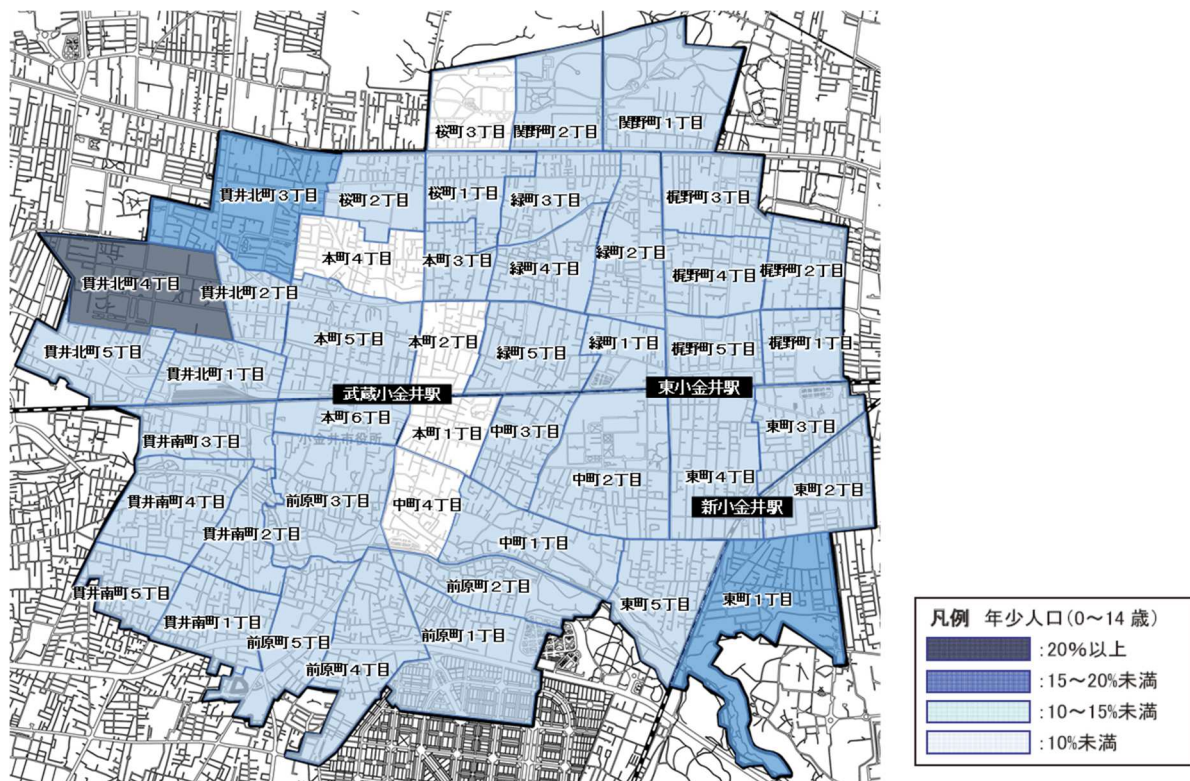 桜町3丁目
関野町2丁目
関野町1丁目
貫井北町3丁目
桜町2丁目
桜町1丁目
緑町3丁目
梶野町3丁目
本町4丁目
本町3丁目
緑町4丁目
緑町2丁目
梶野町4丁目
梶野町2丁目
貫井北町4丁目
貫井北町2丁目
貫井北町5丁目
貫井北町1丁目
本町5丁目
本町2丁目
緑町5丁目
緑町1丁目
梶野町5丁目
梶野町1丁目
武蔵小金井駅
東小金井駅
本町6丁目
小金井市役所
本町1丁目
中町3丁目
東町3丁目
貫井南町3丁目
貫井南町4丁目
前原町3丁目
中町4丁目
中町2丁目
東町4丁目
東町2丁目
新小金井駅
貫井南町2丁目
中町1丁目
貫井南町5丁目
前原町2丁目
東町5丁目
東町1丁目
貫井南町1丁目
前原町5丁目
前原町1丁目
前原町4丁目
凡例 年少人口(0～14歳)
:20%以上
:15～20%未満
:10～15%未満
:10%未満